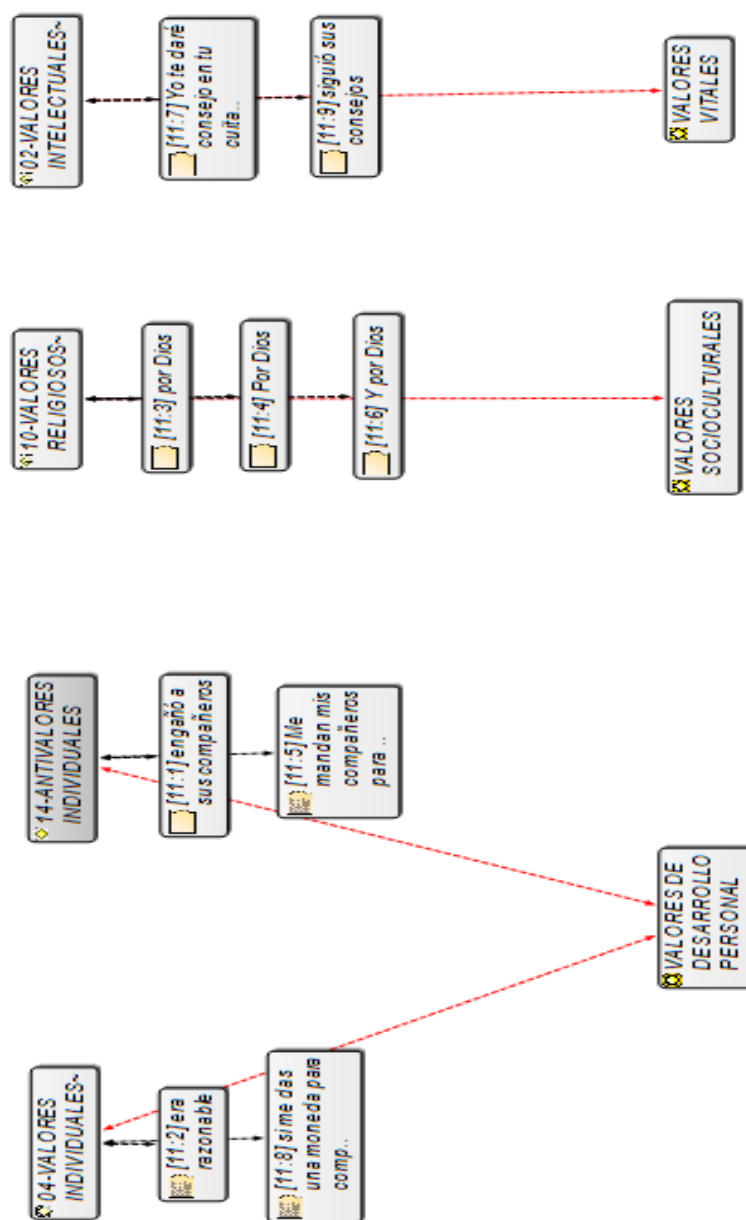 04-VALORES
INDIVIDUALES~
[11:2] era
razonable
[11:8] si me das
una moneda para
comp..
14-ANTIVALORES
INDIVIDUALES
[11:1] engañó a
sus compañeros
[11:5] Me
mandan mis
compañeros
para ..
VALORES DE
DESARROLLO
PERSONAL
10-VALORES
RELIGIOSOS~
[11:3] por Dios
[11:4] Por Dios
[11:6] Y por Dios
VALORES
SOCIOCULTURALES
02-VALORES
INTELECTUALES~
[11:7] Yo te daré
consejo en tu
cuita..
[11:9] siguió sus
consejos
VALORES
VITALES